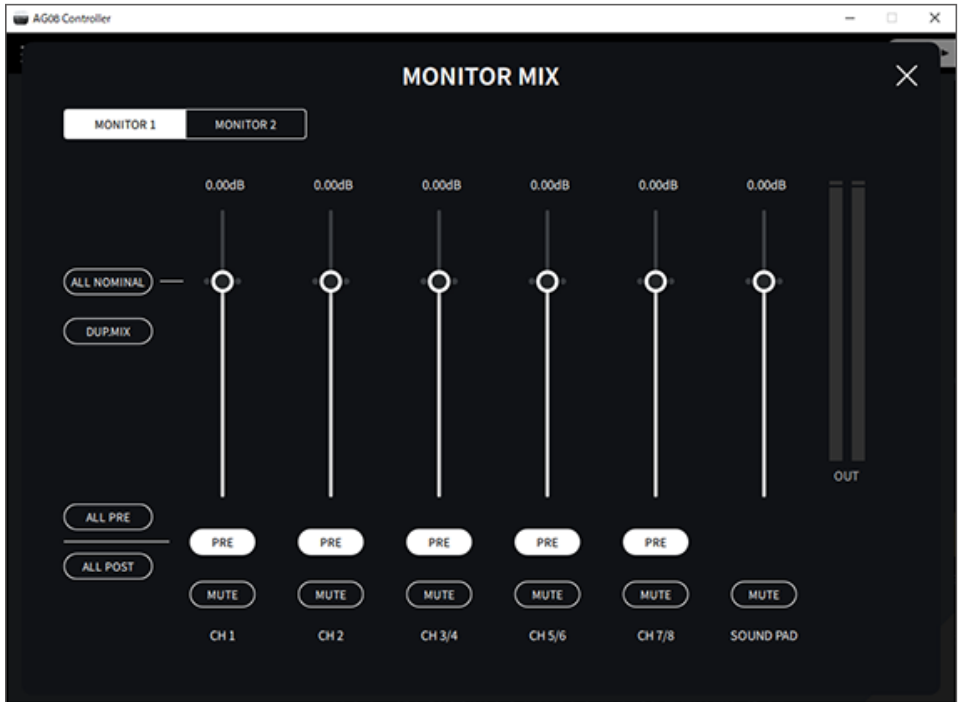 AG08 Controller
MONITOR MIX
MONITOR 1 MONITOR 2
0.00dB 0.00dB 0.00dB 0.00dB 0.00dB 0.00dB
ALL NOMINAL
DUP.MIX
OUT
ALL PRE
PRE PRE PRE PRE PRE
ALL POST
MUTE MUTE MUTE MUTE MUTE MUTE
CH 1 CH 2 CH 3/4 CH 5/6 CH 7/8 SOUND PAD